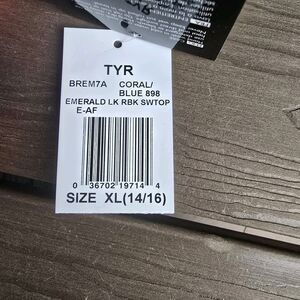 TYR
BREM7A CORAL/
BLUE 898
EMERALD LK RBK SWTOP
E-AF
0 36702 19714 4
SIZE XL(14/16)